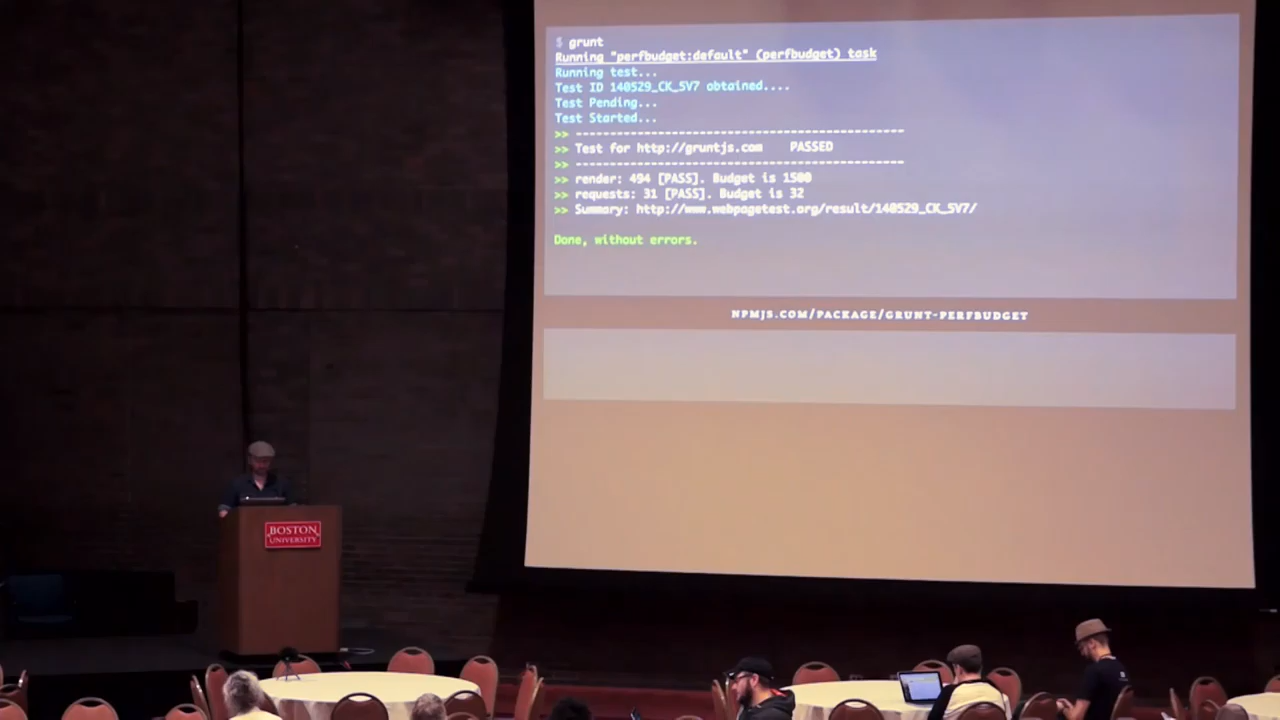 $ grunt
Running "perfbudget:default" (perfbudget) task
Running test...
Test ID 140529_CK_5V7 obtained....
Test Pending...
Test Started...
>> -----------------------------------------------
>> Test for http://gruntjs.com PASSED
>> -----------------------------------------------
>> render: 494 [PASS]. Budget is 1500
>> requests: 31 [PASS]. Budget is 32
>> Summary: http://www.webpagetest.org/result/140529_CK_5V7/
Done, without errors.
NPMJS.COM/PACKAGE/GRUNT-PERFBUDGET
BOSTON
UNIVERSITY